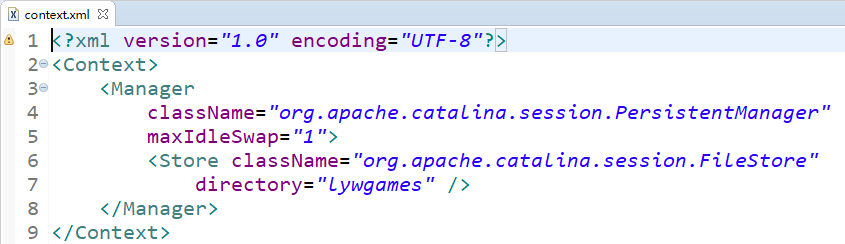 context.xml
1 <?xml version="1.0" encoding="UTF-8"?>
2 <Context>
3     <Manager
4         className="org.apache.catalina.session.PersistentManager"
5         maxIdleSwap="1">
6         <Store className="org.apache.catalina.session.FileStore"
7             directory="lywgames" />
8     </Manager>
9 </Context>